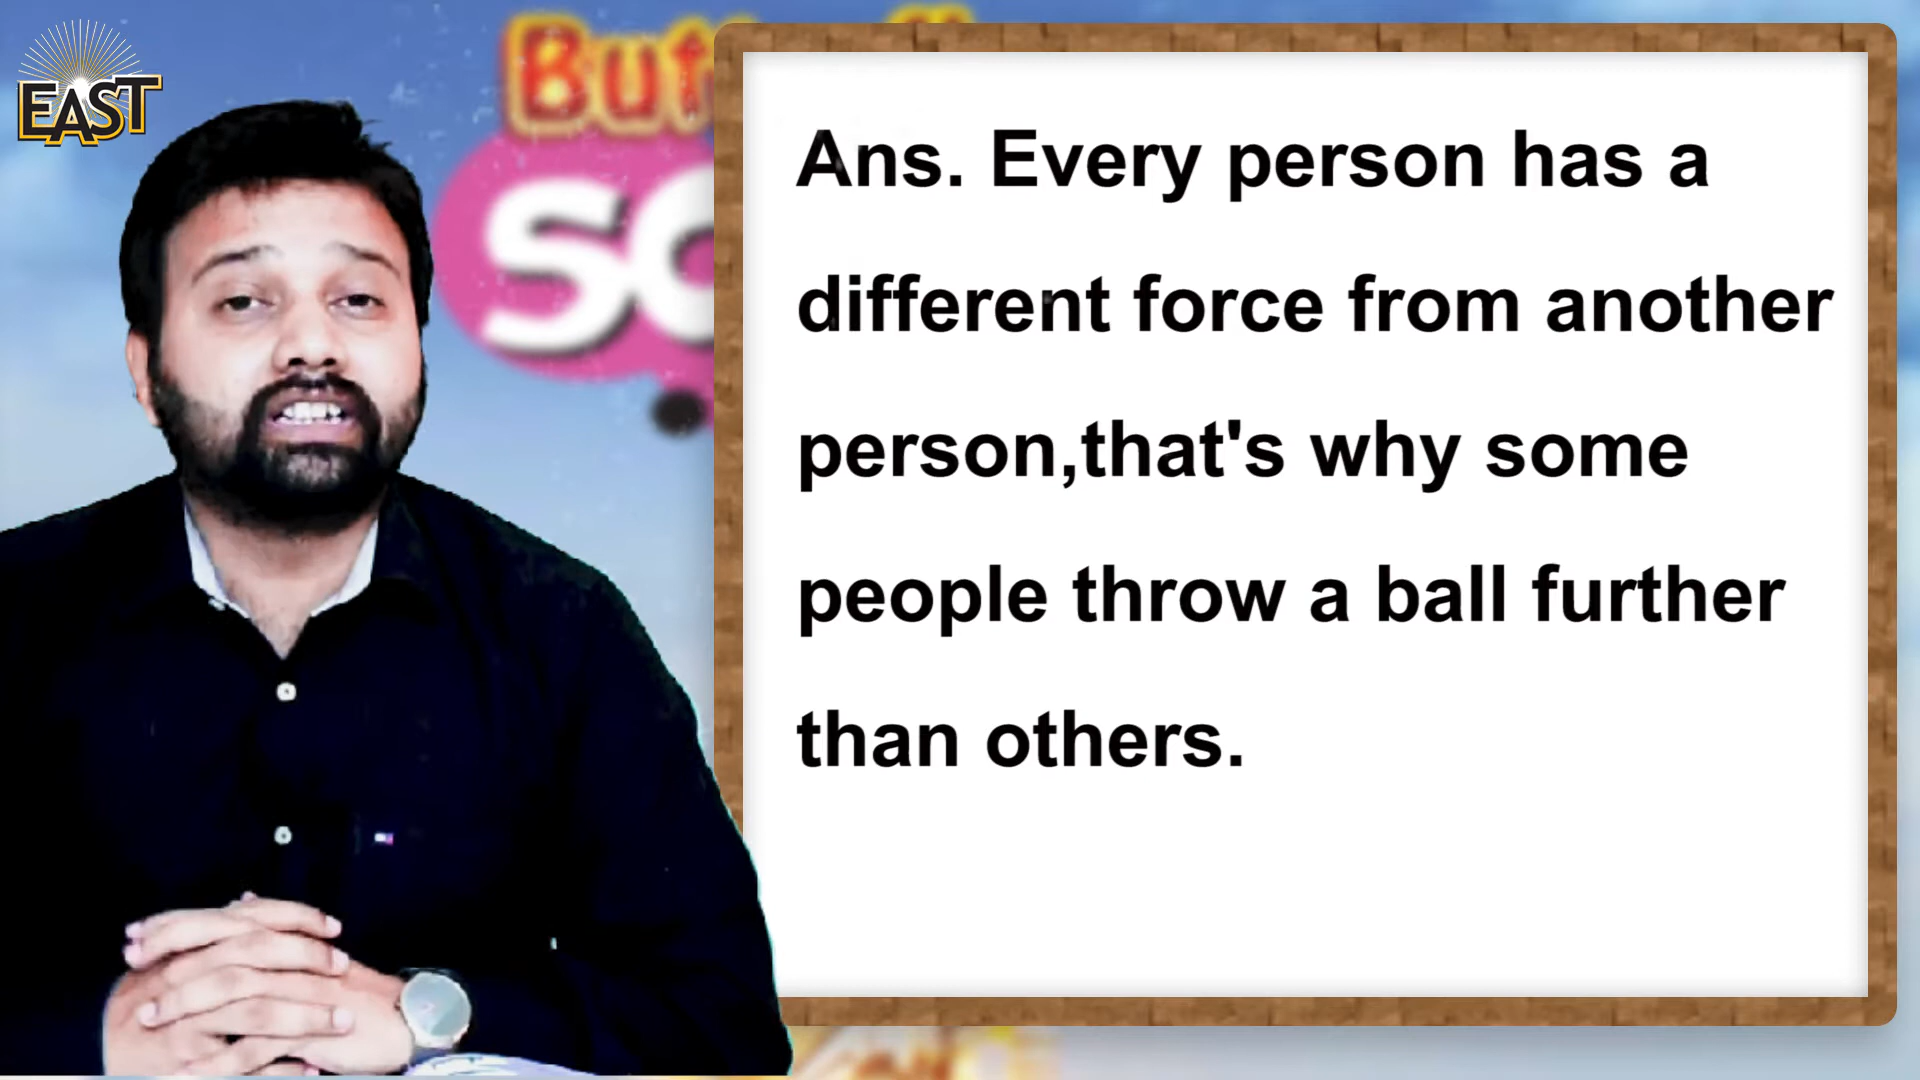 EAST
Ans. Every person has a
different force from another
person,that's why some
people throw a ball further
than others.